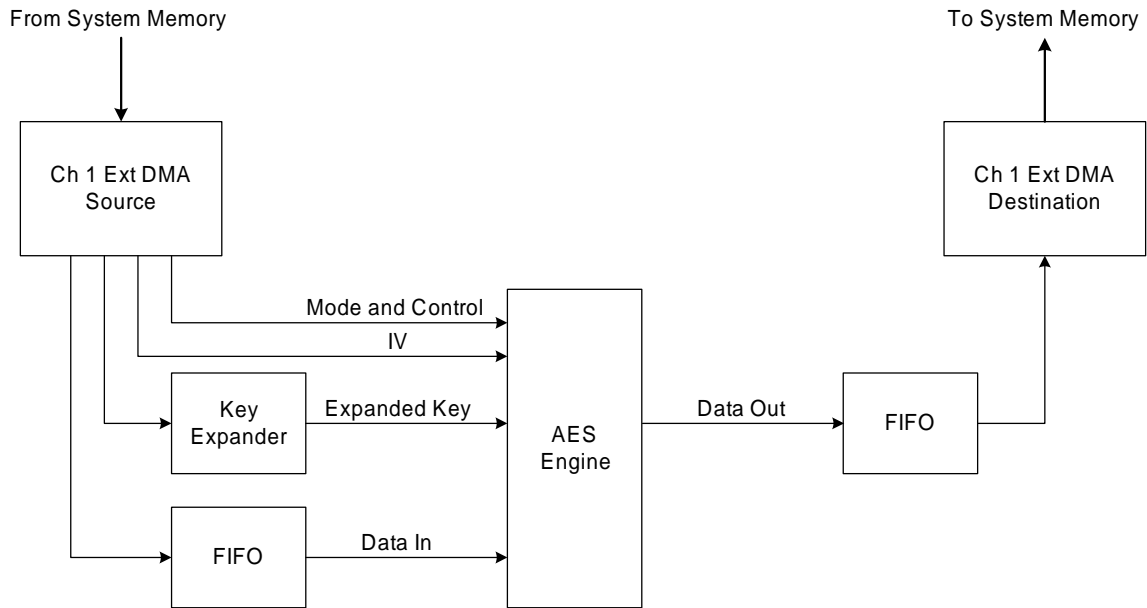 From System Memory
To System Memory
Ch 1 Ext DMA
Source
Ch 1 Ext DMA
Destination
Mode and Control
IV
Key
Expander
Expanded Key
AES
Engine
Data Out
FIFO
FIFO
Data In